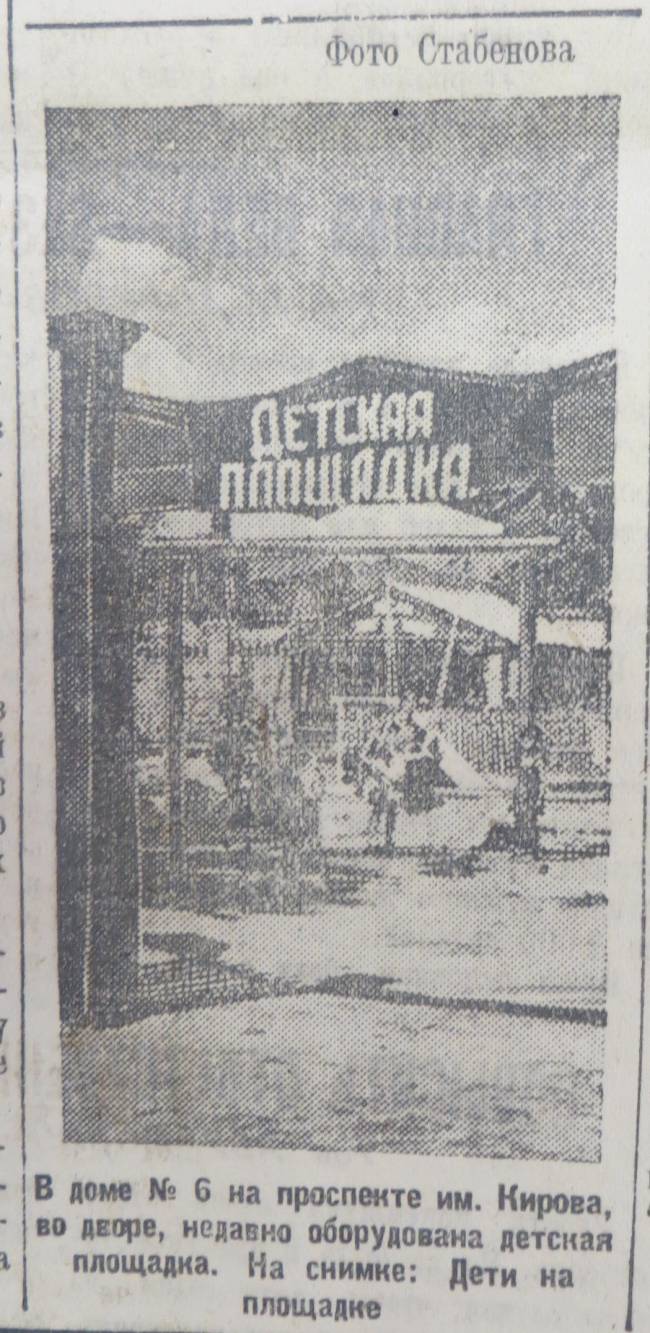 Фото Стабенова
ДЕТСКАЯ
ПЛОЩАДКА.
В доме № 6 на проспекте им. Кирова,
во дворе, недавно оборудована детская
площадка. На снимке: Дети на
площадке